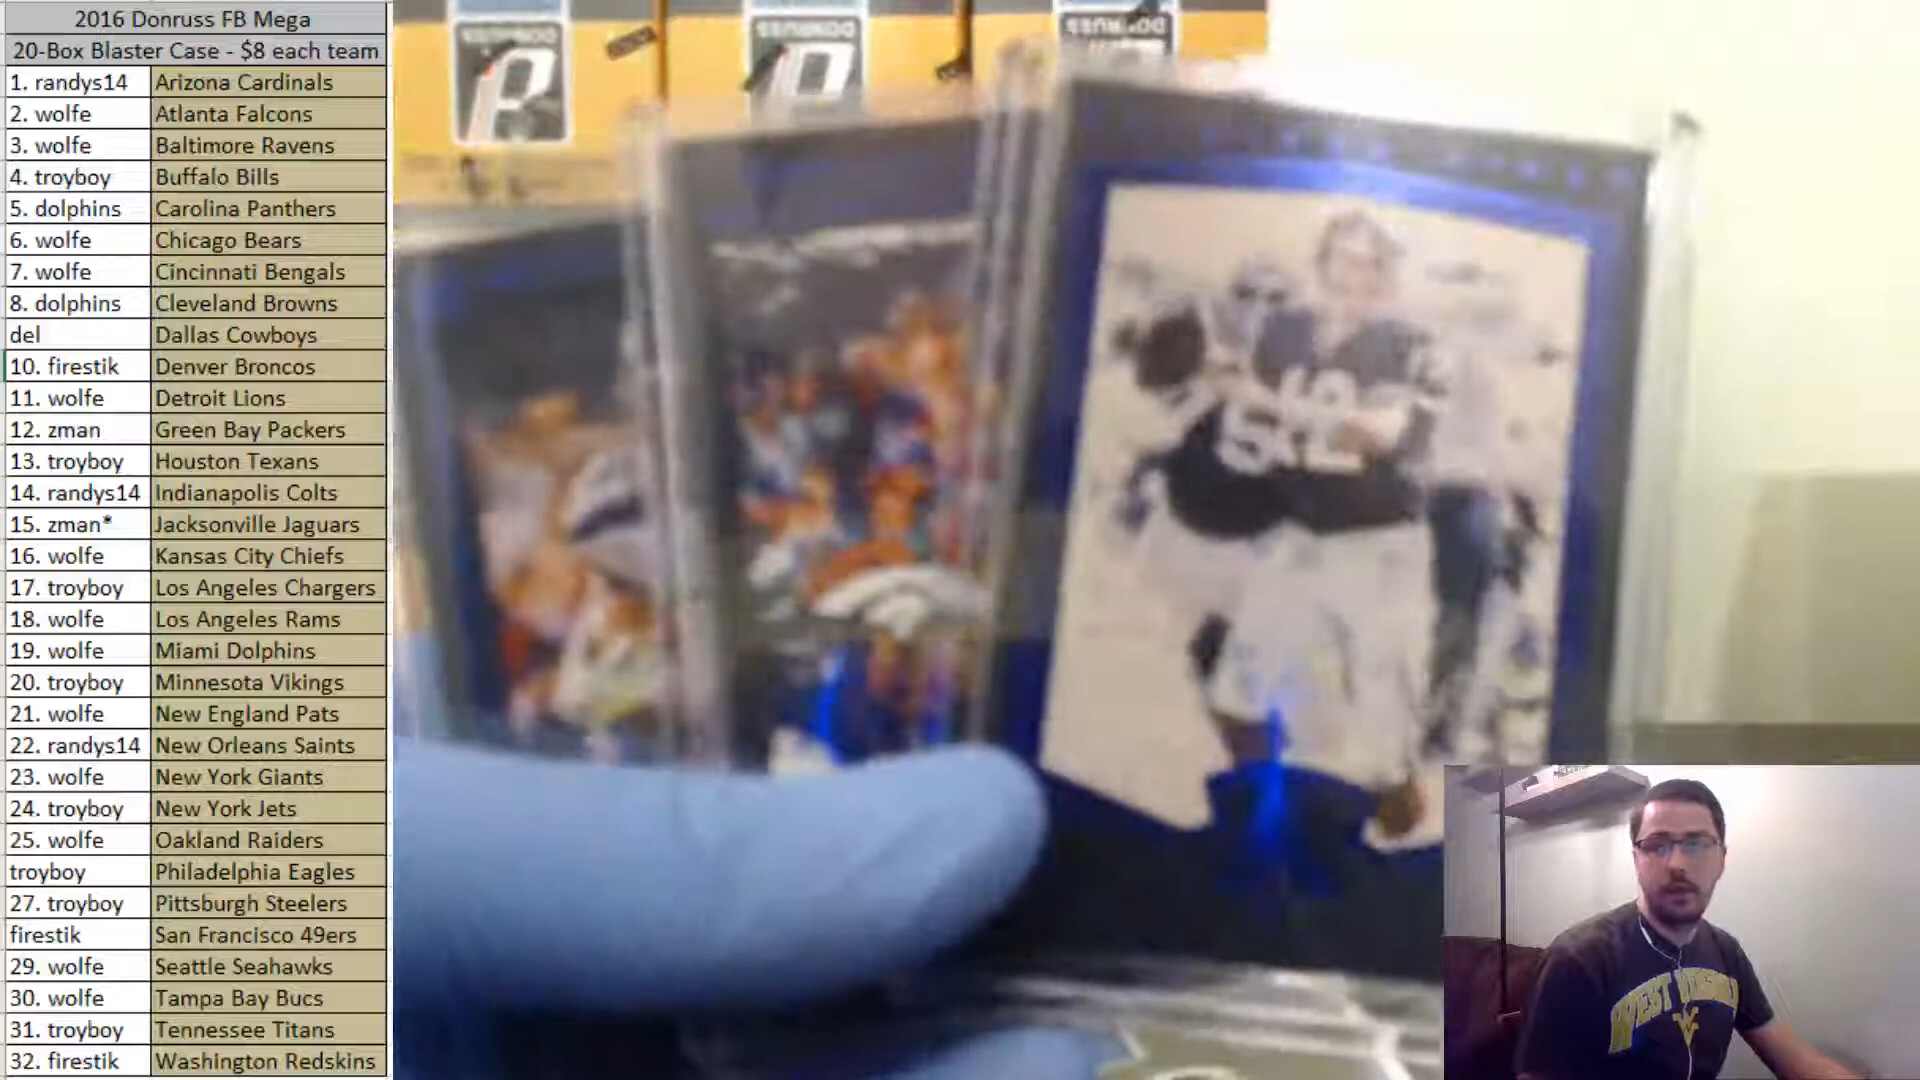 2016 Donruss FB Mega
20-Box Blaster Case - $8 each team
1. randys14 Arizona Cardinals
2. wolfe Atlanta Falcons
3. wolfe Baltimore Ravens
4. troyboy Buffalo Bills
5. dolphins Carolina Panthers
6. wolfe Chicago Bears
7. wolfe Cincinnati Bengals
8. dolphins Cleveland Browns
del Dallas Cowboys
10. firestik Denver Broncos
11. wolfe Detroit Lions
12. zman Green Bay Packers
13. troyboy Houston Texans
14. randys14 Indianapolis Colts
15. zman* Jacksonville Jaguars
16. wolfe Kansas City Chiefs
17. troyboy Los Angeles Chargers
18. wolfe Los Angeles Rams
19. wolfe Miami Dolphins
20. troyboy Minnesota Vikings
21. wolfe New England Pats
22. randys14 New Orleans Saints
23. wolfe New York Giants
24. troyboy New York Jets
25. wolfe Oakland Raiders
troyboy Philadelphia Eagles
27. troyboy Pittsburgh Steelers
firestik San Francisco 49ers
29. wolfe Seattle Seahawks
30. wolfe Tampa Bay Bucs
31. troyboy Tennessee Titans
32. firestik Washington Redskins
DONRUSS
DONRUSS
DONRUSS
52
WEST VIRGINIA
WV